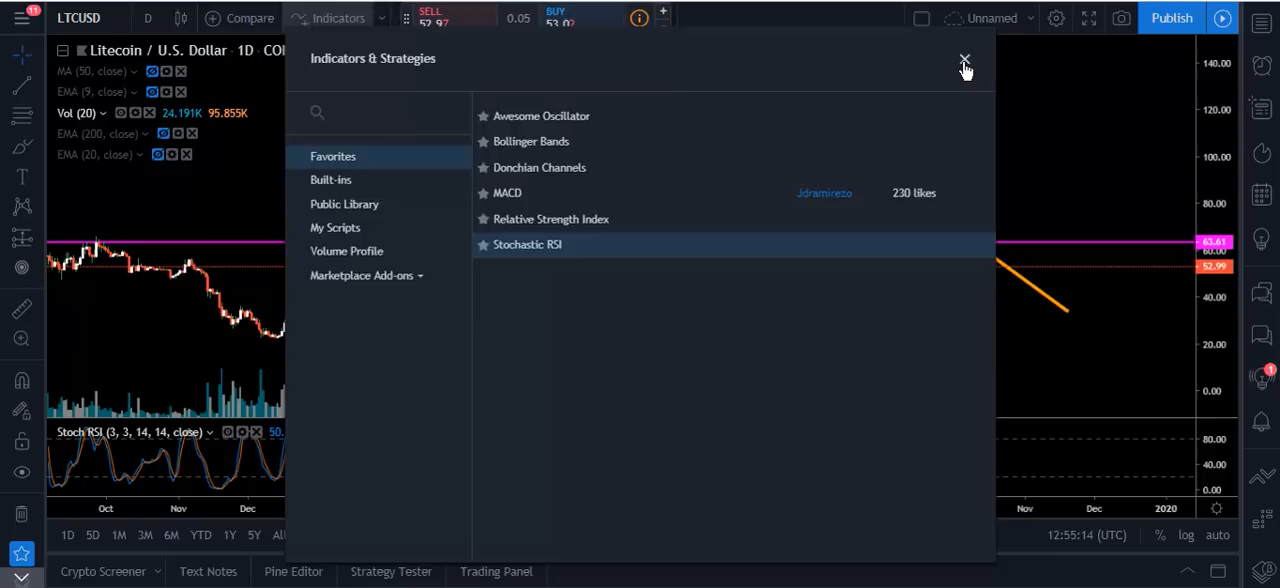 11
LTCUSD
D
Compare
Indicators
SELL
52.97
0.05
BUY
53.02
Unnamed
Publish
Litecoin / U.S. Dollar · 1D · COI
MA (50, close)
EMA (9, close)
Vol (20) 24.191K 95.855K
EMA (200, close)
EMA (20, close)
Indicators & Strategies
Favorites
Built-ins
Public Library
My Scripts
Volume Profile
Marketplace Add-ons
Awesome Oscillator
Bollinger Bands
Donchian Channels
MACD Jdramirezo 230 likes
Relative Strength Index
Stochastic RSI
140.00
120.00
100.00
80.00
63.61
60.00
52.99
40.00
20.00
0.00
1
Stoch RSI (3, 3, 14, 14, close) 50.
80.00
40.00
0.00
Oct Nov Dec Nov Dec 2020
1D 5D 1M 3M 6M YTD 1Y 5Y Al
12:55:14 (UTC) % log auto
Crypto Screener Text Notes Pine Editor Strategy Tester Trading Panel